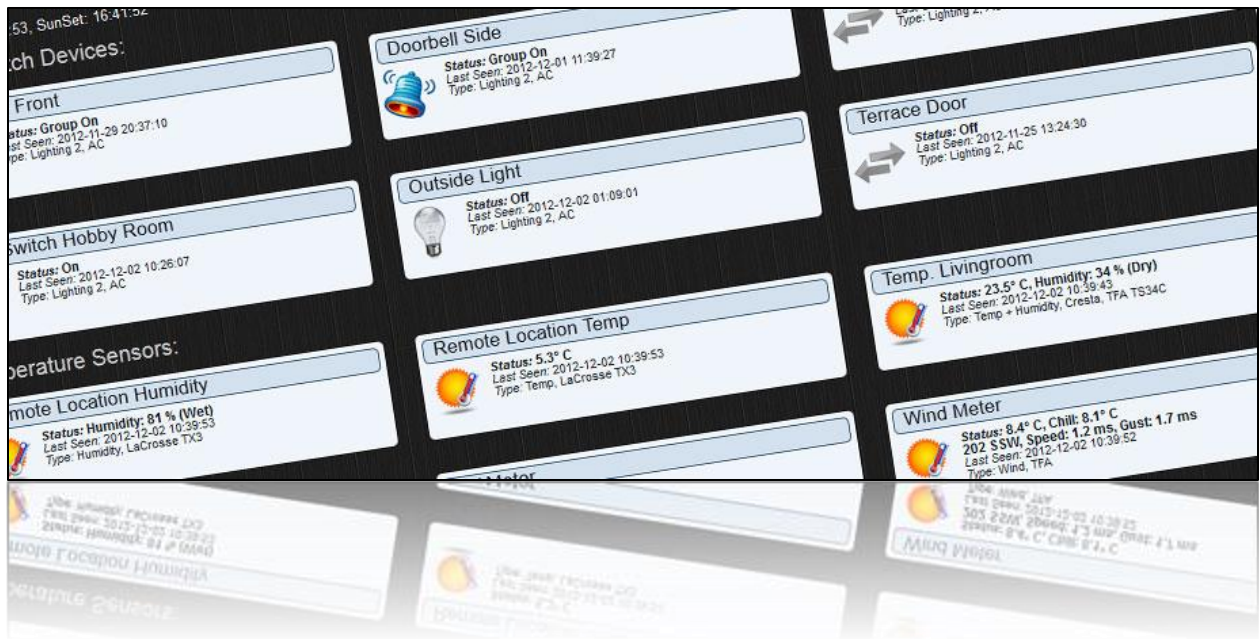 :53, SunSet: 16:41:52
tch Devices:
Front
Status: Group On
Last Seen: 2012-11-29 20:37:10
Type: Lighting 2, AC
Doorbell Side
Status: Group On
Last Seen: 2012-12-01 11:39:27
Type: Lighting 2, AC
Type: Lighting 2,
Switch Hobby Room
Status: On
Last Seen: 2012-12-02 10:26:07
Type: Lighting 2, AC
Outside Light
Status: Off
Last Seen: 2012-12-02 01:09:01
Type: Lighting 2, AC
Terrace Door
Status: Off
Last Seen: 2012-11-25 13:24:30
Type: Lighting 2, AC
perature Sensors:
mote Location Humidity
Status: Humidity: 81 % (Wet)
Last Seen: 2012-12-02 10:39:53
Type: Humidity, LaCrosse TX3
Remote Location Temp
Status: 5.3° C
Last Seen: 2012-12-02 10:39:53
Type: Temp, LaCrosse TX3
Temp. Livingroom
Status: 23.5° C, Humidity: 34 % (Dry)
Last Seen: 2012-12-02 10:39:43
Type: Temp + Humidity, Cresta, TFA TS34C
Meter
Wind Meter
Status: 8.4° C, Chill: 8.1° C
202 SSW, Speed: 1.2 ms, Gust: 1.7 ms
Last Seen: 2012-12-02 10:39:52
Type: Wind, TFA